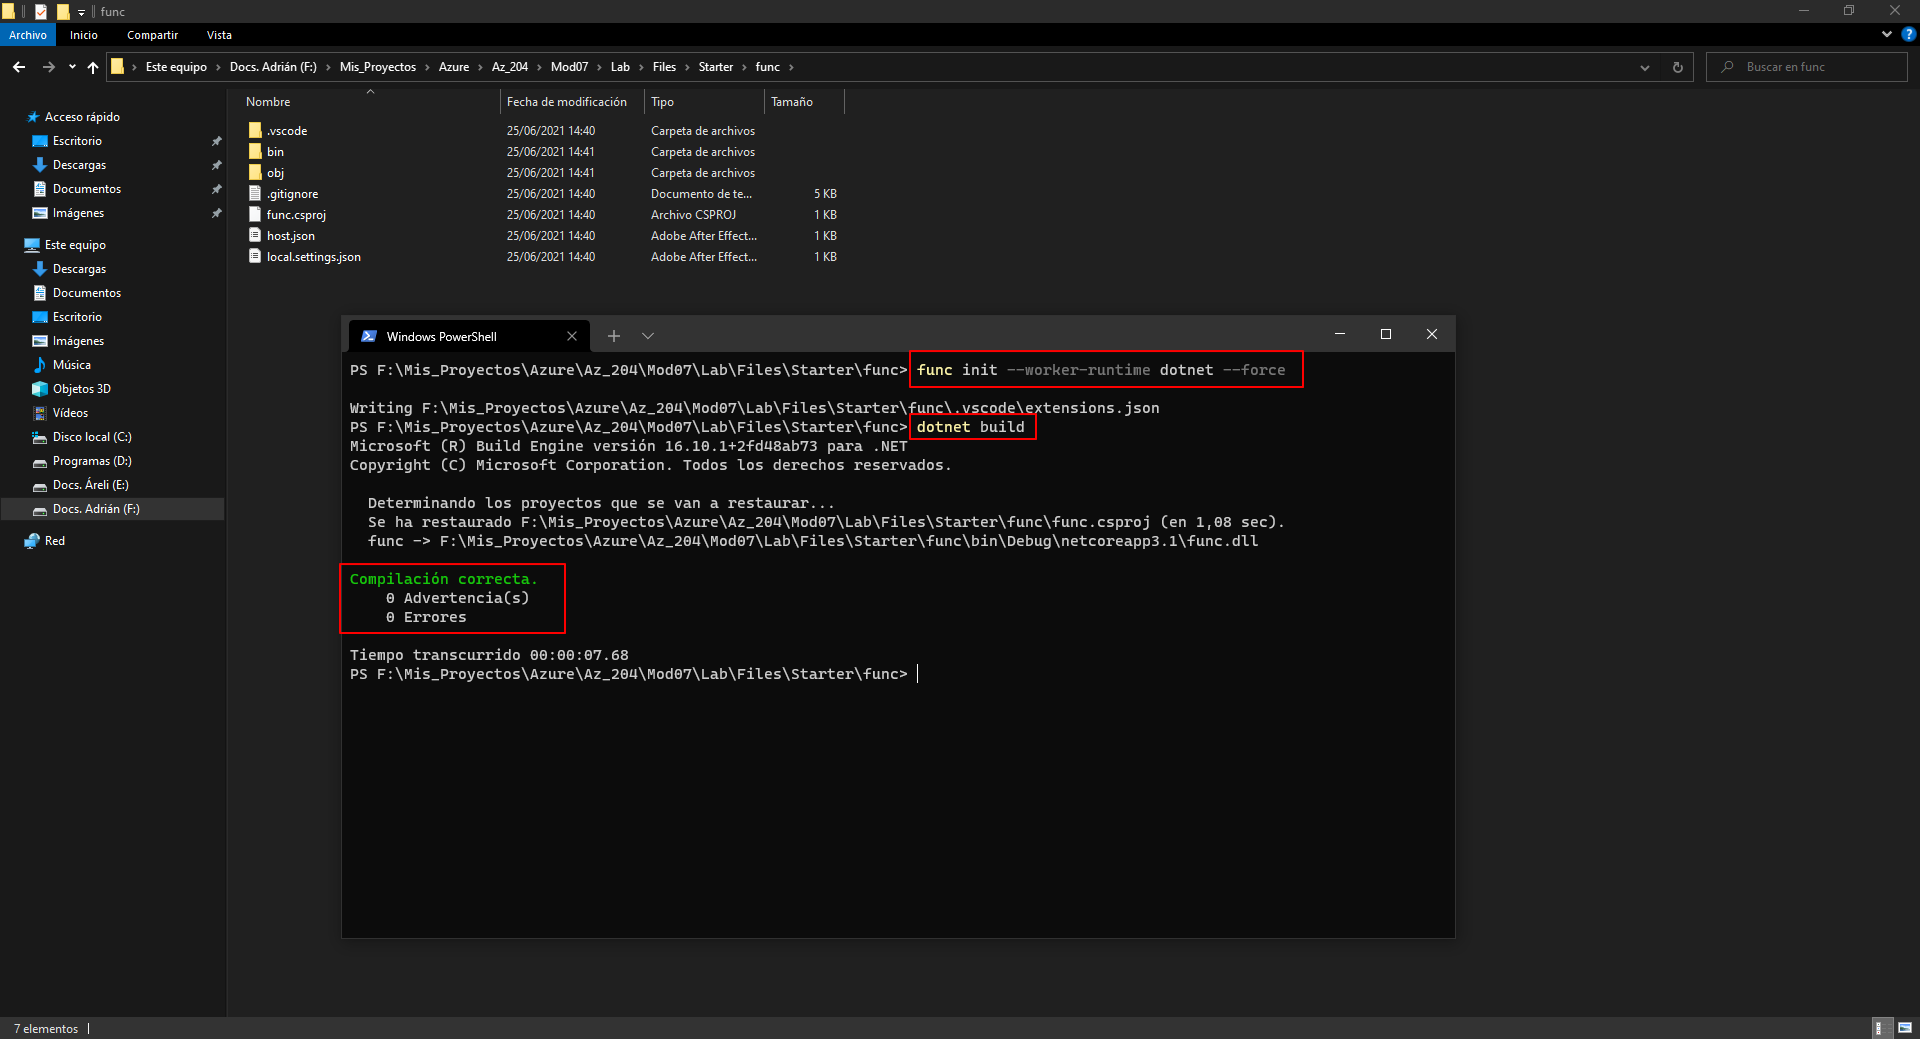 func
Archivo Inicio Compartir Vista
Este equipo Docs. Adrián (F:) Mis_Proyectos Azure Az_204 Mod07 Lab Files Starter func
Buscar en func
Nombre Fecha de modificación Tipo Tamaño
.vscode 25/06/2021 14:40 Carpeta de archivos
bin 25/06/2021 14:41 Carpeta de archivos
obj 25/06/2021 14:41 Carpeta de archivos
.gitignore 25/06/2021 14:40 Documento de te... 5 KB
func.csproj 25/06/2021 14:40 Archivo CSPROJ 1 KB
host.json 25/06/2021 14:40 Adobe After Effect... 1 KB
local.settings.json 25/06/2021 14:40 Adobe After Effect... 1 KB
Acceso rápido
Escritorio
Descargas
Documentos
Imágenes
Este equipo
Descargas
Documentos
Escritorio
Imágenes
Música
Objetos 3D
Vídeos
Disco local (C:)
Programas (D:)
Docs. Áreli (E:)
Docs. Adrián (F:)
Red
Windows PowerShell
PS F:\Mis_Proyectos\Azure\Az_204\Mod07\Lab\Files\Starter\func> func init --worker-runtime dotnet --force
Writing F:\Mis_Proyectos\Azure\Az_204\Mod07\Lab\Files\Starter\func\.vscode\extensions.json
PS F:\Mis_Proyectos\Azure\Az_204\Mod07\Lab\Files\Starter\func> dotnet build
Microsoft (R) Build Engine versión 16.10.1+2fd48ab73 para .NET
Copyright (C) Microsoft Corporation. Todos los derechos reservados.
Determinando los proyectos que se van a restaurar...
Se ha restaurado F:\Mis_Proyectos\Azure\Az_204\Mod07\Lab\Files\Starter\func\func.csproj (en 1,08 sec).
func -> F:\Mis_Proyectos\Azure\Az_204\Mod07\Lab\Files\Starter\func\bin\Debug\netcoreapp3.1\func.dll
Compilación correcta.
0 Advertencia(s)
0 Errores
Tiempo transcurrido 00:00:07.68
PS F:\Mis_Proyectos\Azure\Az_204\Mod07\Lab\Files\Starter\func>
7 elementos